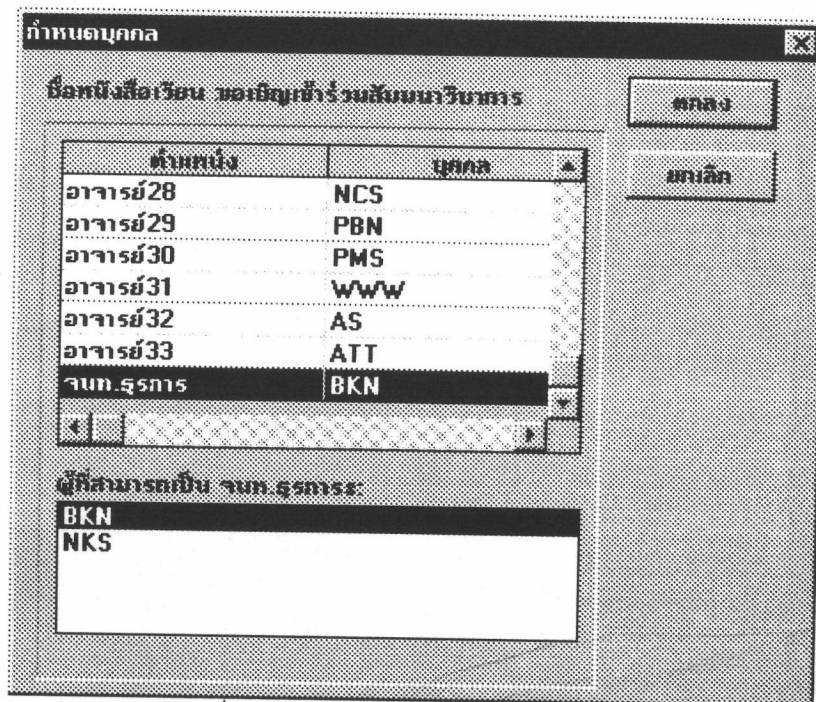 กำหนดบุคคล
ชื่อหนังสือเวียน ขอเชิญเข้าร่วมสัมมนาวิชาการ
ตกลง
ยกเลิก
ตำแหน่ง บุคคล
อาจารย์28 NCS
อาจารย์29 PBN
อาจารย์30 PMS
อาจารย์31 WWW
อาจารย์32 AS
อาจารย์33 ATT
จนท.ธุรการ BKN
ผู้ที่สามารถเป็น จนท.ธุรการ:
BKN
NKS